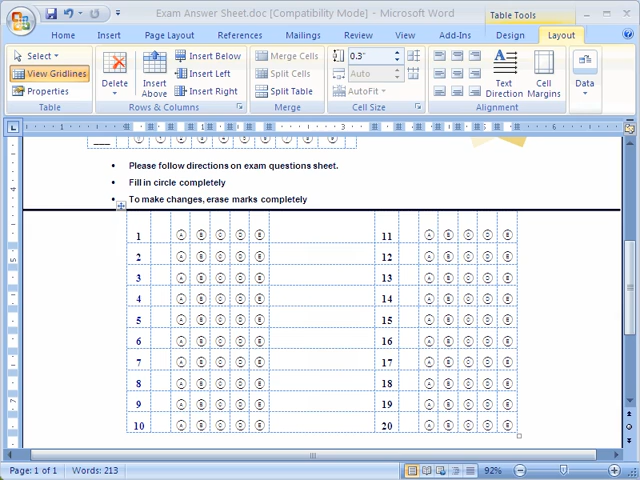 Exam Answer Sheet.doc [Compatibility Mode] - Microsoft Word
Table Tools
Home Insert Page Layout References Mailings Review View Add-Ins Design Layout
Select
View Gridlines
Properties
Table
Delete
Insert Above
Insert Below
Insert Left
Insert Right
Rows & Columns
Merge Cells
Split Cells
Split Table
Merge
0.3"
Auto
AutoFit
Cell Size
Text Direction
Cell Margins
Alignment
Data
• Please follow directions on exam questions sheet.
• Fill in circle completely
• To make changes, erase marks completely
1 A B C D E 11 A B C D E
2 A B C D E 12 A B C D E
3 A B C D E 13 A B C D E
4 A B C D E 14 A B C D E
5 A B C D E 15 A B C D E
6 A B C D E 16 A B C D E
7 A B C D E 17 A B C D E
8 A B C D E 18 A B C D E
9 A B C D E 19 A B C D E
10 A B C D E 20 A B C D E
Page: 1 of 1 Words: 213 92%